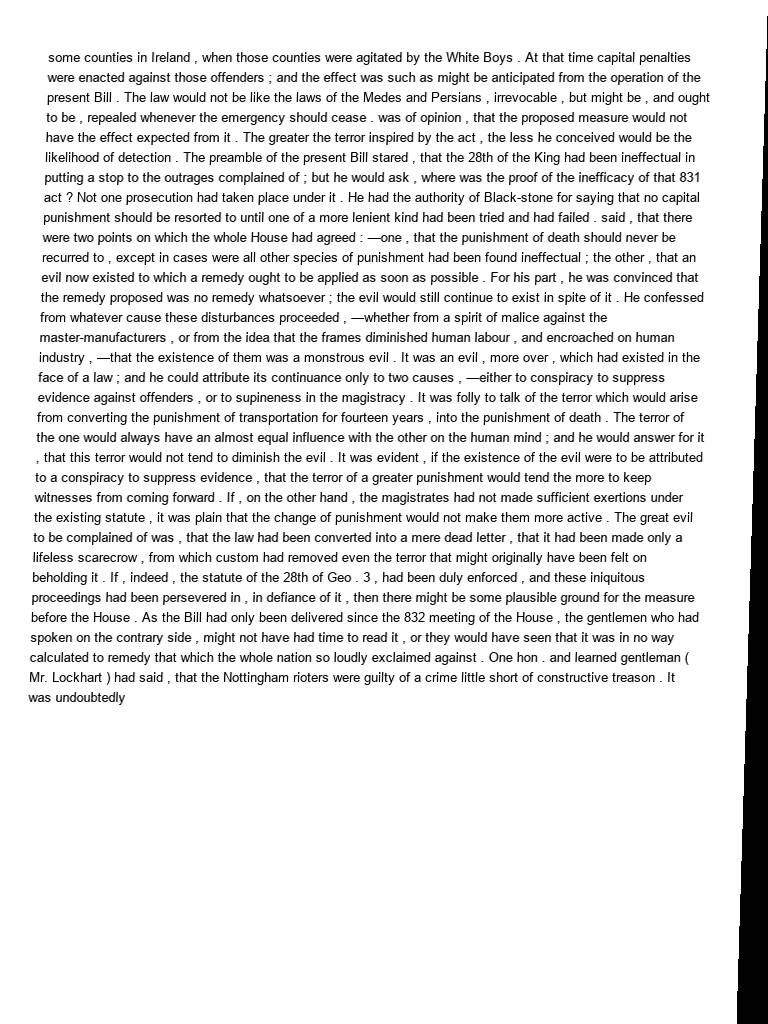 some counties in Ireland , when those counties were agitated by the White Boys . At that time capital penalties
were enacted against those offenders ; and the effect was such as might be anticipated from the operation of the
present Bill . The law would not be like the laws of the Medes and Persians , irrevocable , but might be , and ought
to be , repealed whenever the emergency should cease . was of opinion , that the proposed measure would not
have the effect expected from it . The greater the terror inspired by the act , the less he conceived would be the
likelihood of detection . The preamble of the present Bill stared , that the 28th of the King had been ineffectual in
putting a stop to the outrages complained of ; but he would ask , where was the proof of the inefficacy of that 831
act ? Not one prosecution had taken place under it . He had the authority of Black-stone for saying that no capital
punishment should be resorted to until one of a more lenient kind had been tried and had failed . said , that there
were two points on which the whole House had agreed : —one , that the punishment of death should never be
recurred to , except in cases were all other species of punishment had been found ineffectual ; the other , that an
evil now existed to which a remedy ought to be applied as soon as possible . For his part , he was convinced that
the remedy proposed was no remedy whatsoever ; the evil would still continue to exist in spite of it . He confessed
from whatever cause these disturbances proceeded , —whether from a spirit of malice against the
master-manufacturers , or from the idea that the frames diminished human labour , and encroached on human
industry , —that the existence of them was a monstrous evil . It was an evil , more over , which had existed in the
face of a law ; and he could attribute its continuance only to two causes , —either to conspiracy to suppress
evidence against offenders , or to supineness in the magistracy . It was folly to talk of the terror which would arise
from converting the punishment of transportation for fourteen years , into the punishment of death . The terror of
the one would always have an almost equal influence with the other on the human mind ; and he would answer for it
, that this terror would not tend to diminish the evil . It was evident , if the existence of the evil were to be attributed
to a conspiracy to suppress evidence , that the terror of a greater punishment would tend the more to keep
witnesses from coming forward . If , on the other hand , the magistrates had not made sufficient exertions under
the existing statute , it was plain that the change of punishment would not make them more active . The great evil
to be complained of was , that the law had been converted into a mere dead letter , that it had been made only a
lifeless scarecrow , from which custom had removed even the terror that might originally have been felt on
beholding it . If , indeed , the statute of the 28th of Geo . 3 , had been duly enforced , and these iniquitous
proceedings had been persevered in , in defiance of it , then there might be some plausible ground for the measure
before the House . As the Bill had only been delivered since the 832 meeting of the House , the gentlemen who had
spoken on the contrary side , might not have had time to read it , or they would have seen that it was in no way
calculated to remedy that which the whole nation so loudly exclaimed against . One hon . and learned gentleman (
Mr. Lockhart ) had said , that the Nottingham rioters were guilty of a crime little short of constructive treason . It
was undoubtedly